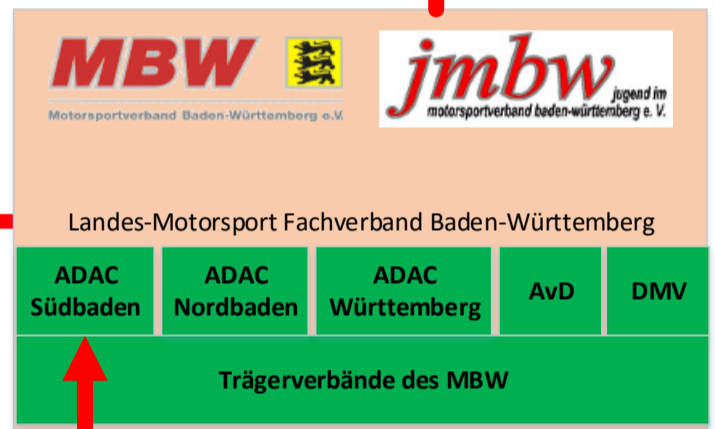 MBW
Motorsportverband Baden-Württemberg e.V.
jmbw
jugend im
motorsportverband baden-württemberg e. V.
Landes-Motorsport Fachverband Baden-Württemberg
ADAC
Südbaden
ADAC
Nordbaden
ADAC
Württemberg
AvD
DMV
Trägerverbände des MBW